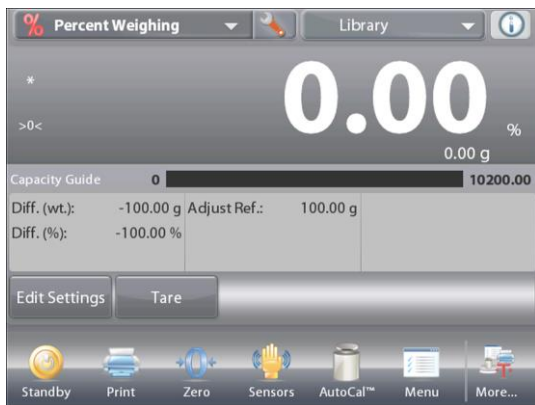 % Percent Weighing Library
*
>0<
0.00 %
0.00 g
Capacity Guide 0 10200.00
Diff. (wt.): -100.00 g Adjust Ref.: 100.00 g
Diff. (%): -100.00 %
Edit Settings Tare
Standby Print Zero Sensors AutoCal™ Menu More...